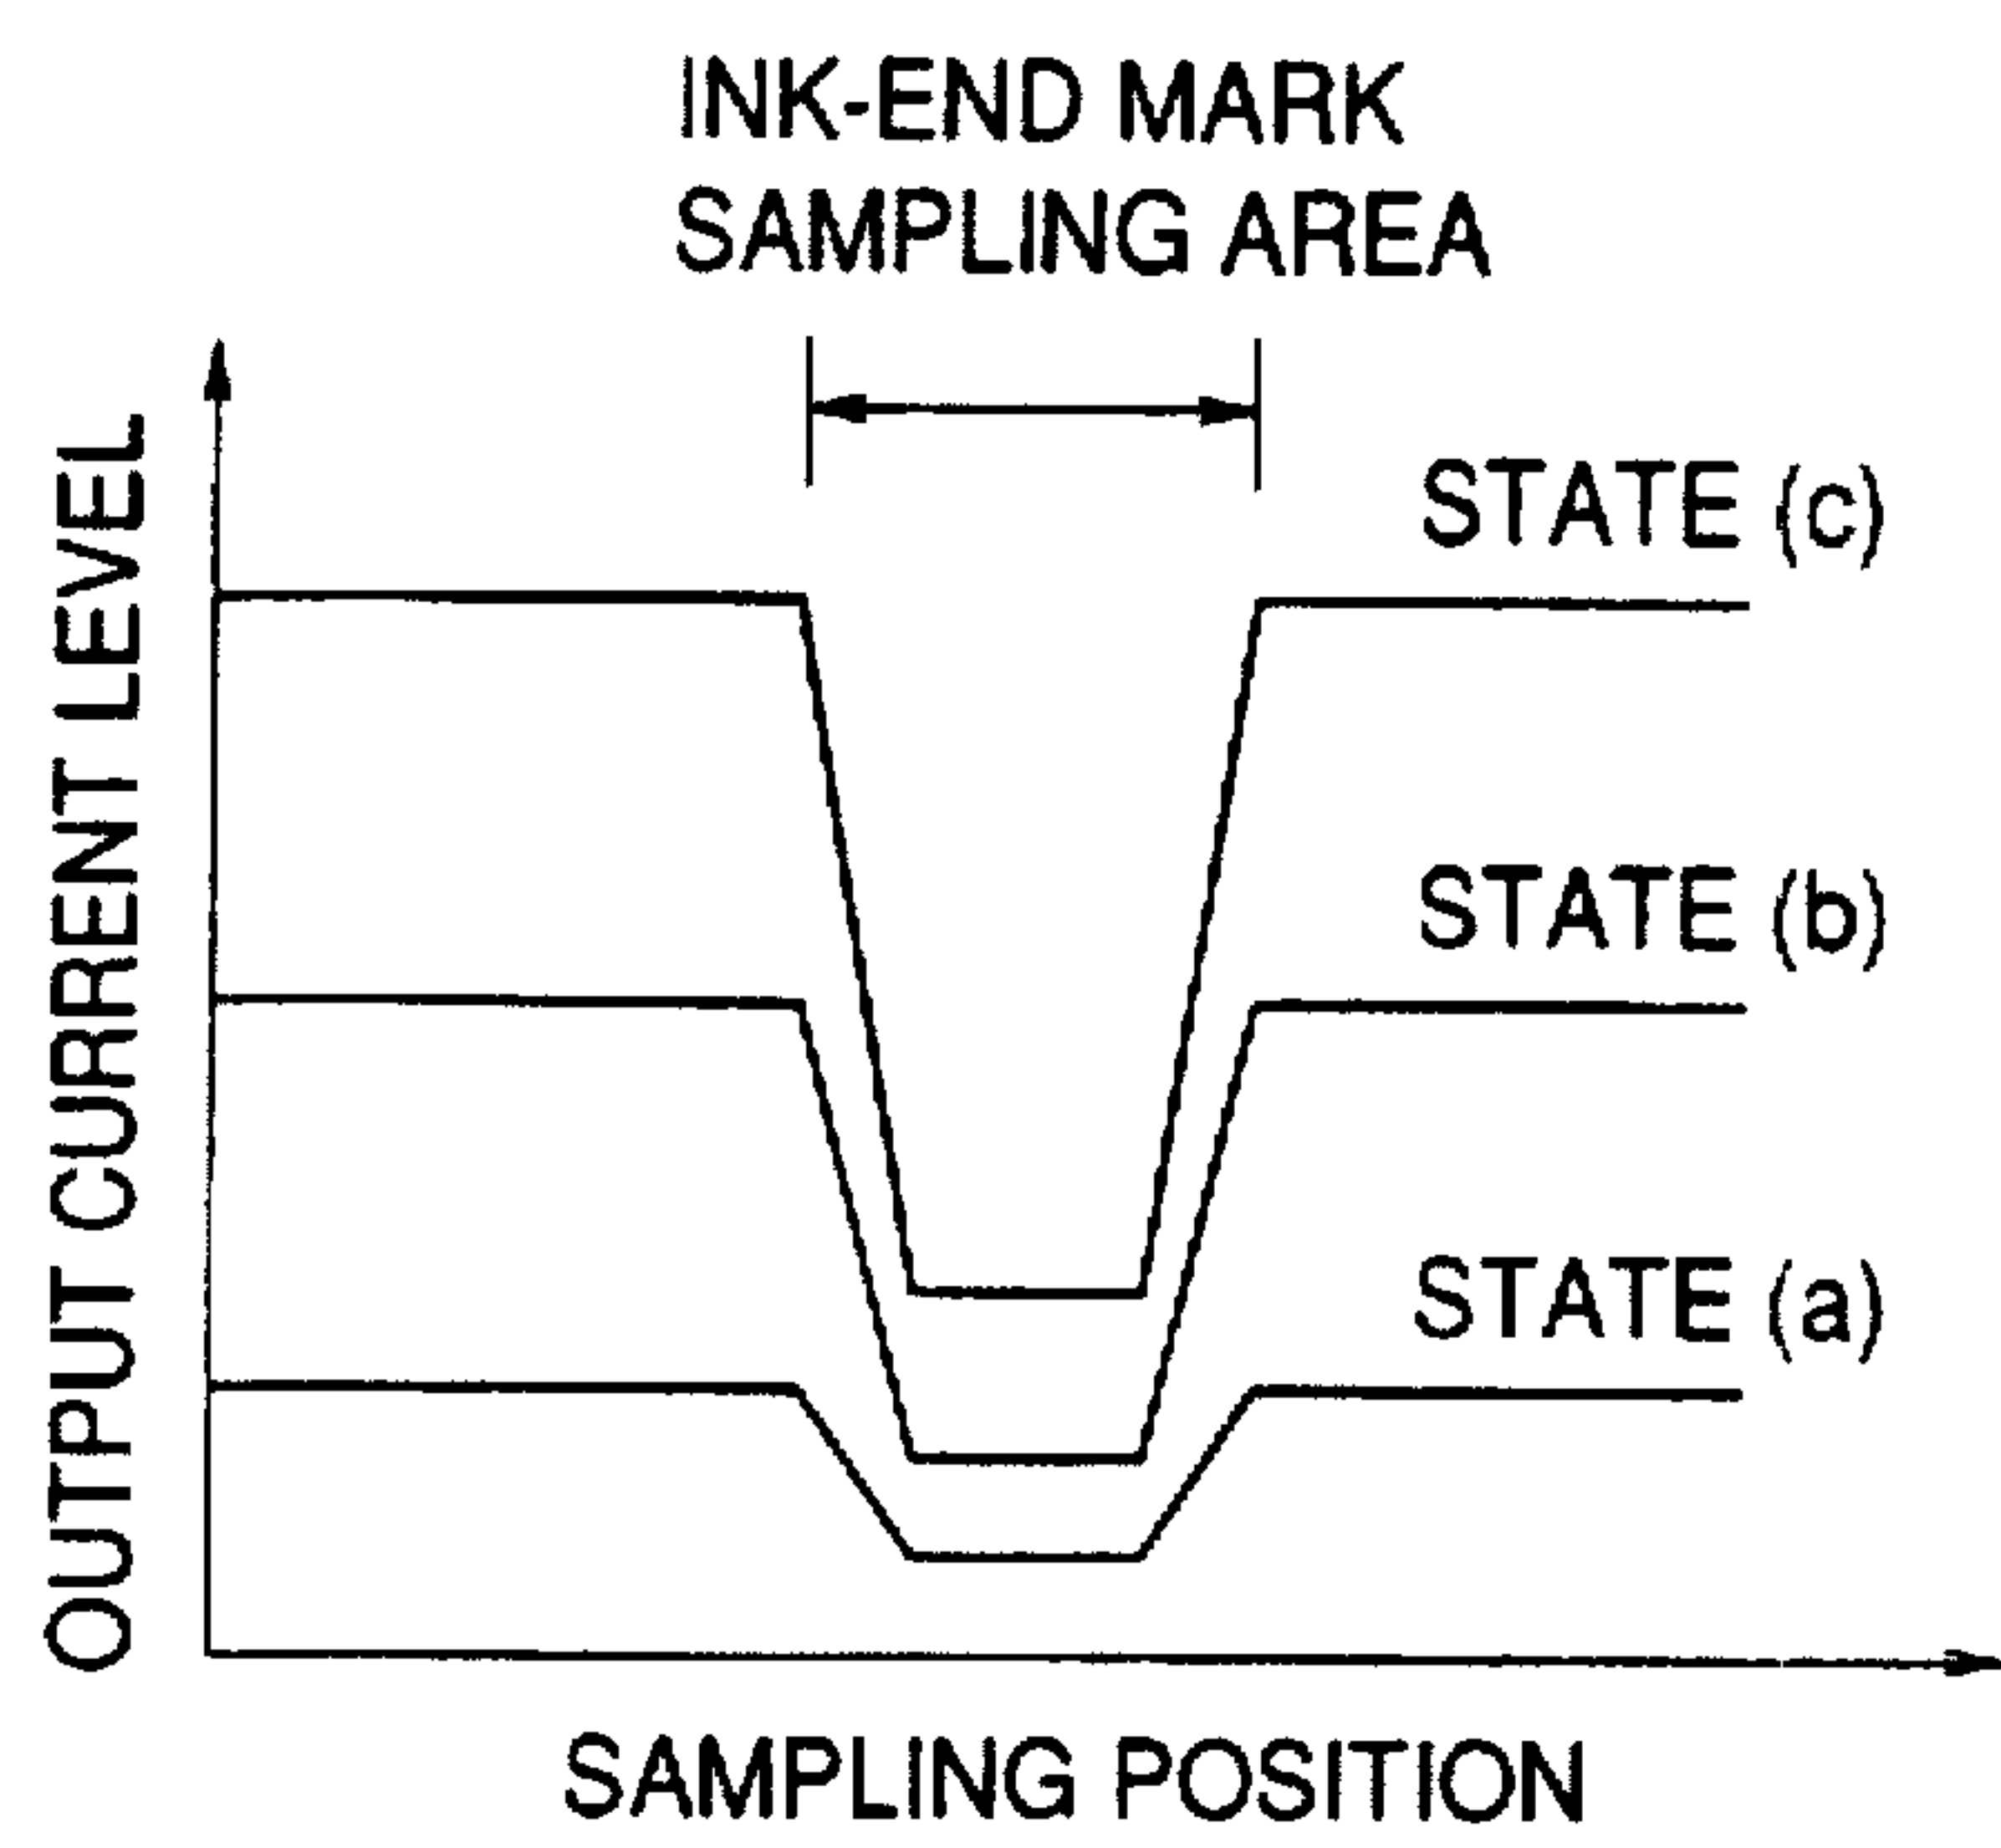 INK-END MARK
SAMPLING AREA
OUTPUT CURRENT LEVEL
STATE (c)
STATE (b)
STATE (a)
SAMPLING POSITION